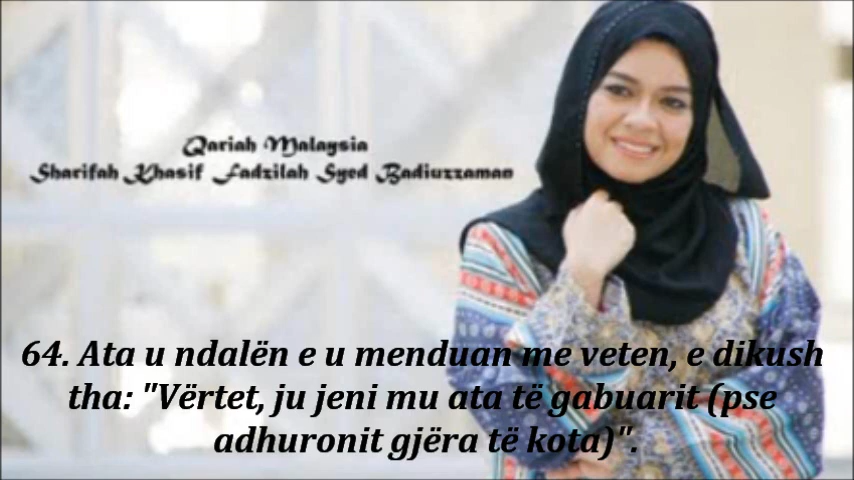 Qariah Malaysia
Sharifah Khasif Fadzilah Syed Badiuzzaman
64. Ata u ndalën e u menduan me veten, e dikush
tha: "Vërtet, ju jeni mu ata të gabuarit (pse
adhuronit gjëra të kota)".